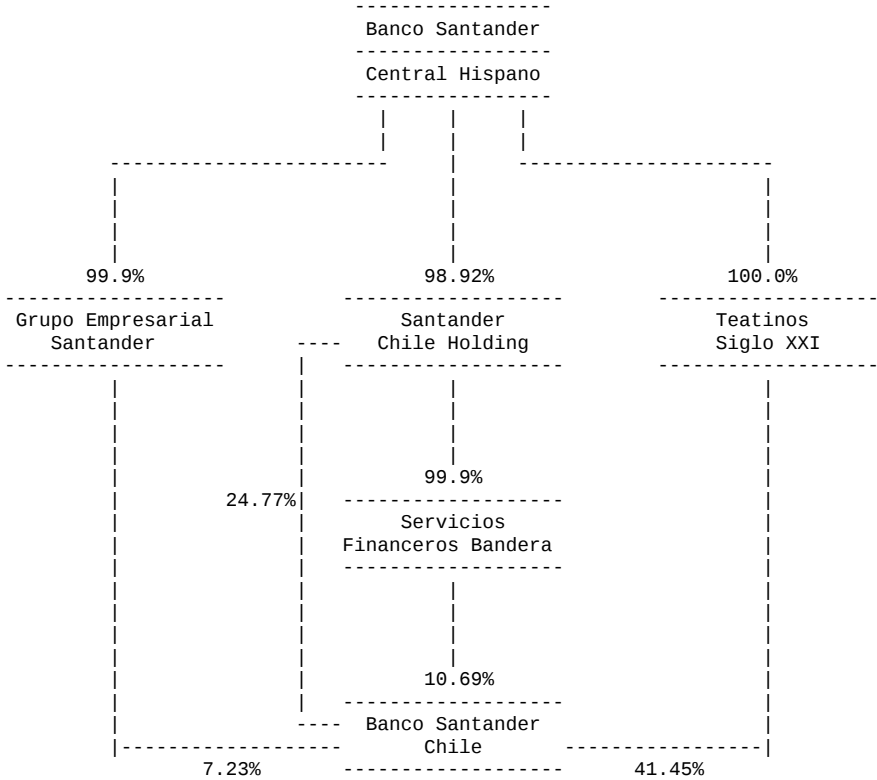 Banco Santander
Central Hispano
99.9% 98.92% 100.0%
Grupo Empresarial Santander Teatinos
Santander Chile Holding Siglo XXI
99.9%
24.77%
Servicios
Financeros Bandera
10.69%
Banco Santander
Chile
7.23% 41.45%